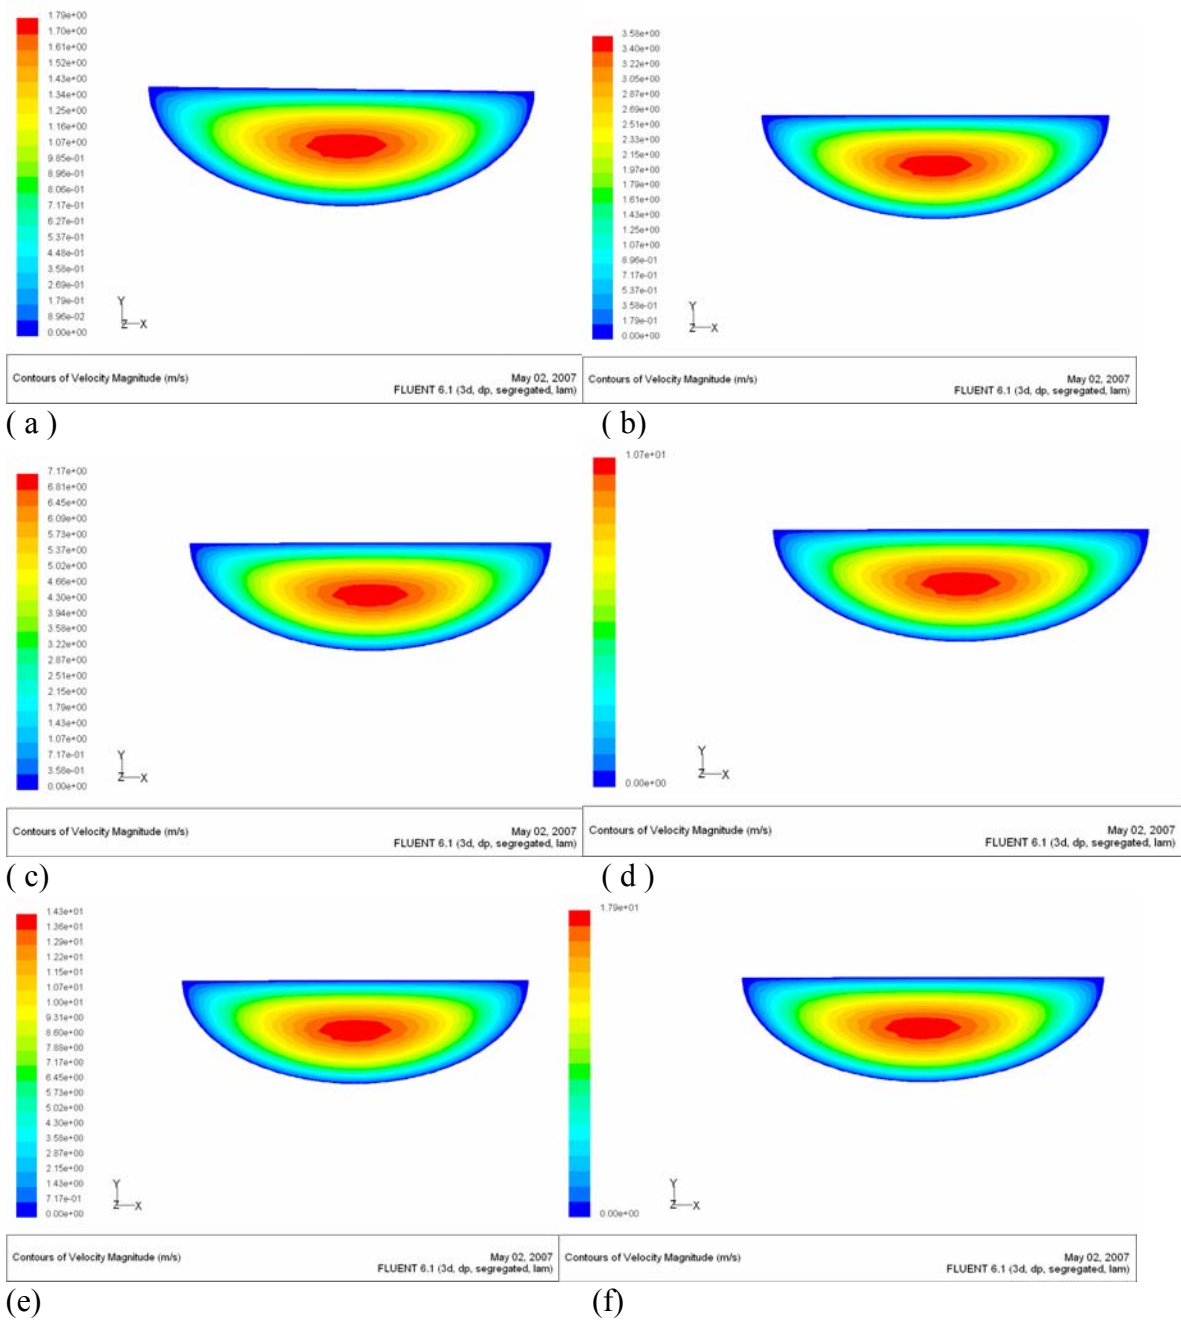 1.79e+00
1.70e+00
1.61e+00
1.52e+00
1.43e+00
1.34e+00
1.25e+00
1.16e+00
1.07e+00
9.85e-01
8.96e-01
8.06e-01
7.17e-01
6.27e-01
5.37e-01
4.48e-01
3.58e-01
2.69e-01
1.79e-01
8.96e-02
0.00e+00
Y
Z X
Contours of Velocity Magnitude (m/s)
May 02, 2007
FLUENT 6.1 (3d, dp, segregated, lam)
( a )
3.58e+00
3.40e+00
3.22e+00
3.05e+00
2.87e+00
2.69e+00
2.51e+00
2.33e+00
2.15e+00
1.97e+00
1.79e+00
1.61e+00
1.43e+00
1.25e+00
1.07e+00
8.96e-01
7.17e-01
5.37e-01
3.58e-01
1.79e-01
0.00e+00
Y
Z X
Contours of Velocity Magnitude (m/s)
May 02, 2007
FLUENT 6.1 (3d, dp, segregated, lam)
( b)
7.17e+00
6.81e+00
6.45e+00
6.09e+00
5.73e+00
5.37e+00
5.02e+00
4.66e+00
4.30e+00
3.94e+00
3.58e+00
3.22e+00
2.87e+00
2.51e+00
2.15e+00
1.79e+00
1.43e+00
1.07e+00
7.17e-01
3.58e-01
0.00e+00
Y
Z X
Contours of Velocity Magnitude (m/s)
May 02, 2007
FLUENT 6.1 (3d, dp, segregated, lam)
( c)
1.07e+01
0.00e+00
Y
Z X
Contours of Velocity Magnitude (m/s)
May 02, 2007
FLUENT 6.1 (3d, dp, segregated, lam)
( d )
1.43e+01
1.36e+01
1.29e+01
1.22e+01
1.15e+01
1.07e+01
1.00e+01
9.31e+00
8.60e+00
7.88e+00
7.17e+00
6.45e+00
5.73e+00
5.02e+00
4.30e+00
3.58e+00
2.87e+00
2.15e+00
1.43e+00
7.17e-01
0.00e+00
Y
Z X
Contours of Velocity Magnitude (m/s)
May 02, 2007
FLUENT 6.1 (3d, dp, segregated, lam)
(e)
1.79e+01
0.00e+00
Y
Z X
Contours of Velocity Magnitude (m/s)
May 02, 2007
FLUENT 6.1 (3d, dp, segregated, lam)
(f)